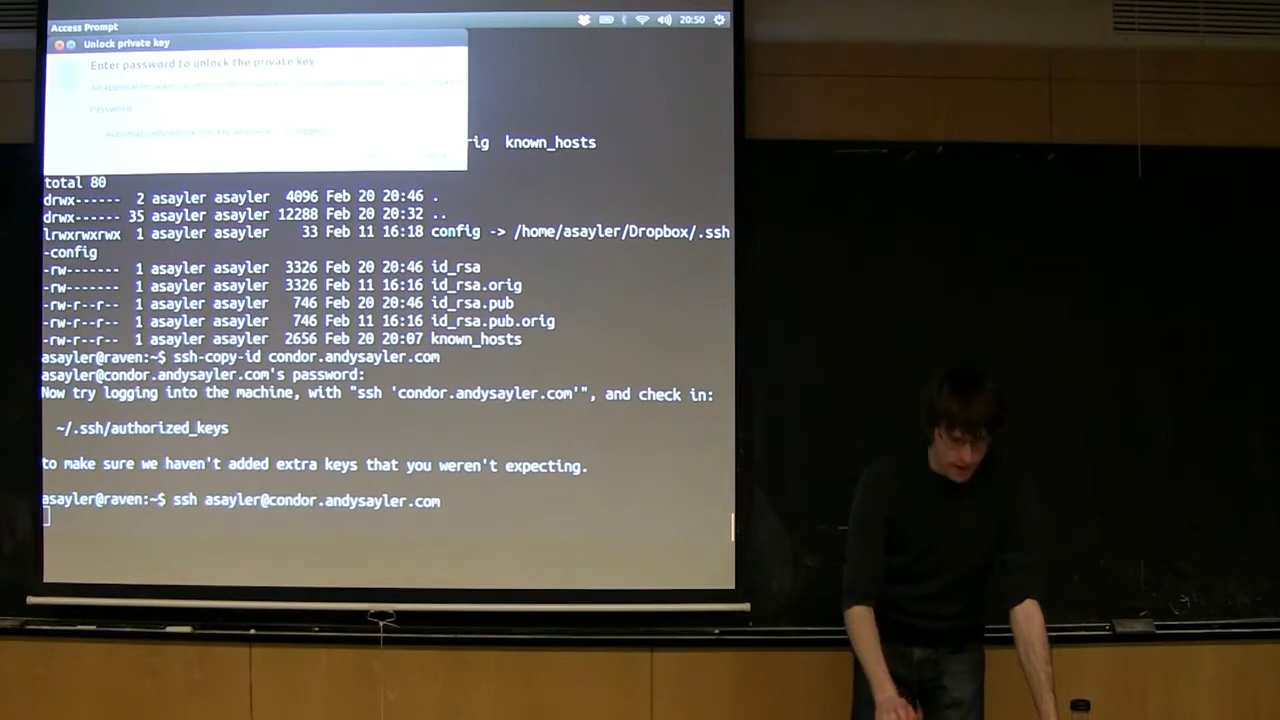 Access Prompt
20:50
Unlock private key
Enter password to unlock the private key
Password:
rig known_hosts
total 80
drwx------ 2 asayler asayler 4096 Feb 20 20:46 .
drwx------ 35 asayler asayler 12288 Feb 20 20:32 ..
lrwxrwxrwx 1 asayler asayler 33 Feb 11 16:18 config -> /home/asayler/Dropbox/.ssh
-config
-rw------- 1 asayler asayler 3326 Feb 20 20:46 id_rsa
-rw------- 1 asayler asayler 3326 Feb 11 16:16 id_rsa.orig
-rw-r--r-- 1 asayler asayler 746 Feb 20 20:46 id_rsa.pub
-rw-r--r-- 1 asayler asayler 746 Feb 11 16:16 id_rsa.pub.orig
-rw-r--r-- 1 asayler asayler 2656 Feb 20 20:07 known_hosts
asayler@raven:~$ ssh-copy-id condor.andysayler.com
asayler@condor.andysayler.com's password:
Now try logging into the machine, with "ssh 'condor.andysayler.com'", and check in:
~/.ssh/authorized_keys
to make sure we haven't added extra keys that you weren't expecting.
asayler@raven:~$ ssh asayler@condor.andysayler.com